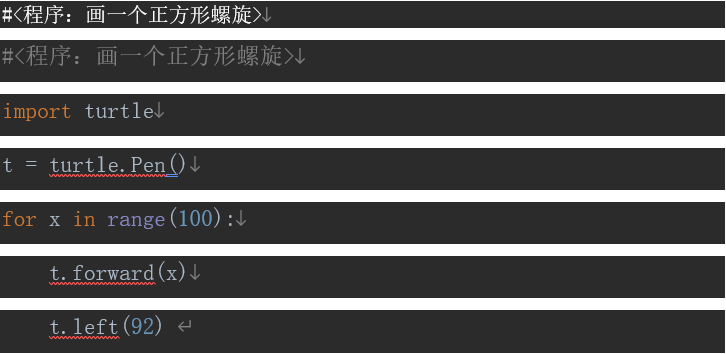 #<程序：画一个正方形螺旋>↓
#<程序：画一个正方形螺旋>↓
import turtle↓
t = turtle.Pen()↓
for x in range(100):↓
    t.forward(x)↓
    t.left(92) ↵